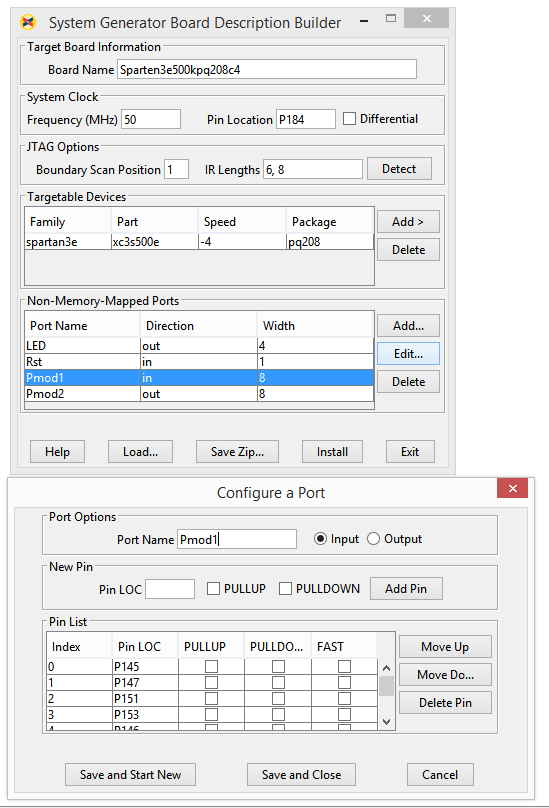 System Generator Board Description Builder
Target Board Information
Board Name Sparten3e500kpq208c4
System Clock
Frequency (MHz) 50 Pin Location P184 Differential
JTAG Options
Boundary Scan Position 1 IR Lengths 6, 8 Detect
Targetable Devices
Family Part Speed Package Add >
spartan3e xc3s500e -4 pq208
Delete
Non-Memory-Mapped Ports
Port Name Direction Width Add...
LED out 4
Rst in 1 Edit...
Pmod1 in 8
Pmod2 out 8 Delete
Help Load... Save Zip... Install Exit
Configure a Port
Port Options
Port Name Pmod1 Input Output
New Pin
Pin LOC PULLUP PULLDOWN Add Pin
Pin List
Index Pin LOC PULLUP PULLDO... FAST Move Up
0 P145
1 P147 Move Do...
2 P151
3 P153 Delete Pin
4 P146
Save and Start New Save and Close Cancel